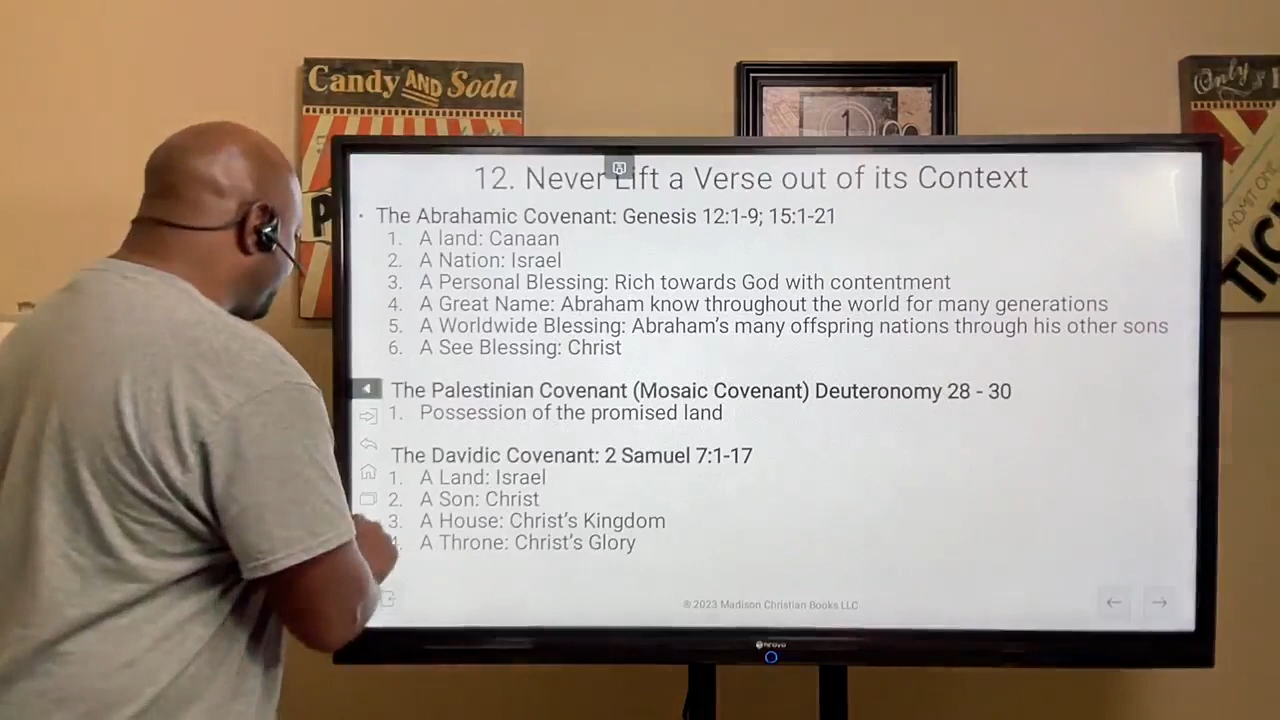 Candy AND Soda
Only
ADMIT ONE
TIC
P
1
12. Never Lift a Verse out of its Context
• The Abrahamic Covenant: Genesis 12:1-9; 15:1-21
1. A land: Canaan
2. A Nation: Israel
3. A Personal Blessing: Rich towards God with contentment
4. A Great Name: Abraham know throughout the world for many generations
5. A Worldwide Blessing: Abraham's many offspring nations through his other sons
6. A See Blessing: Christ
The Palestinian Covenant (Mosaic Covenant) Deuteronomy 28 - 30
1. Possession of the promised land
The Davidic Covenant: 2 Samuel 7:1-17
1. A Land: Israel
2. A Son: Christ
3. A House: Christ's Kingdom
4. A Throne: Christ's Glory
© 2023 Madison Christian Books LLC